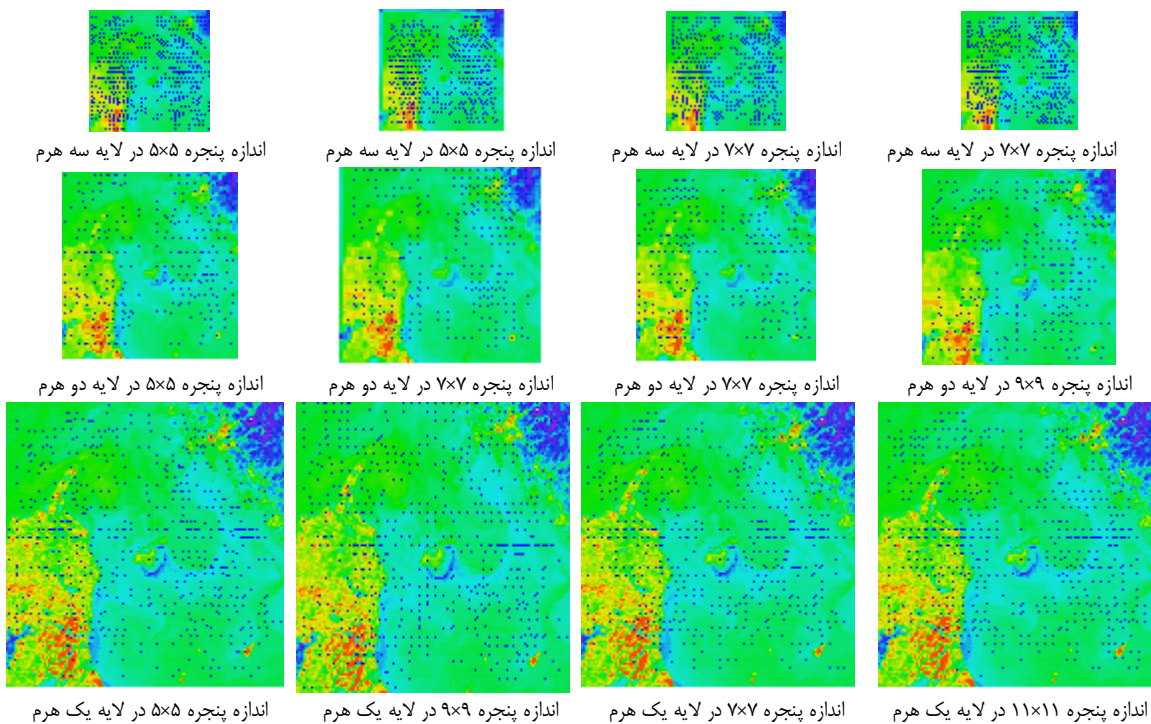 اندازه پنجره ۵×۵ در لایه سه هرم
اندازه پنجره ۵×۵ در لایه سه هرم
اندازه پنجره ۷×۷ در لایه سه هرم
اندازه پنجره ۷×۷ در لایه سه هرم
اندازه پنجره ۵×۵ در لایه دو هرم
اندازه پنجره ۷×۷ در لایه دو هرم
اندازه پنجره ۷×۷ در لایه دو هرم
اندازه پنجره ۹×۹ در لایه دو هرم
اندازه پنجره ۵×۵ در لایه یک هرم
اندازه پنجره ۹×۹ در لایه یک هرم
اندازه پنجره ۷×۷ در لایه یک هرم
اندازه پنجره ۱۱×۱۱ در لایه یک هرم